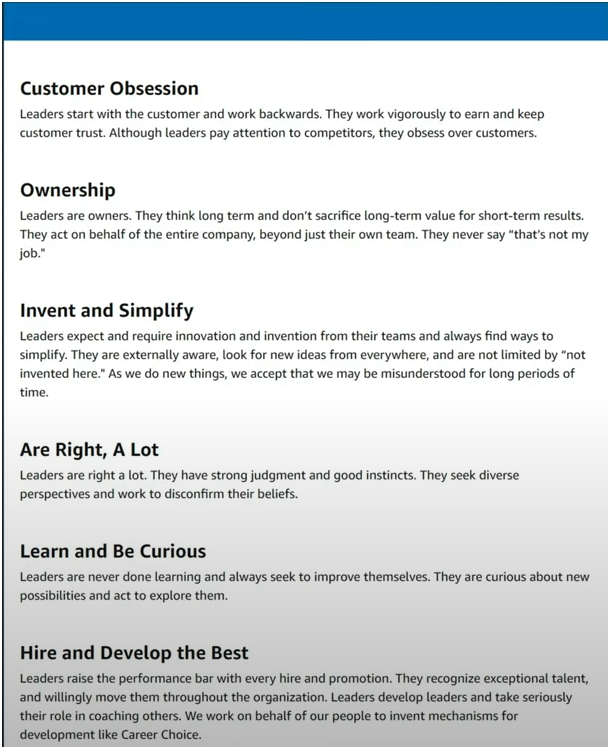 Customer Obsession
Leaders start with the customer and work backwards. They work vigorously to earn and keep
customer trust. Although leaders pay attention to competitors, they obsess over customers.
Ownership
Leaders are owners. They think long term and don’t sacrifice long-term value for short-term results.
They act on behalf of the entire company, beyond just their own team. They never say “that’s not my
job."
Invent and Simplify
Leaders expect and require innovation and invention from their teams and always find ways to
simplify. They are externally aware, look for new ideas from everywhere, and are not limited by “not
invented here." As we do new things, we accept that we may be misunderstood for long periods of
time.
Are Right, A Lot
Leaders are right a lot. They have strong judgment and good instincts. They seek diverse
perspectives and work to disconfirm their beliefs.
Learn and Be Curious
Leaders are never done learning and always seek to improve themselves. They are curious about new
possibilities and act to explore them.
Hire and Develop the Best
Leaders raise the performance bar with every hire and promotion. They recognize exceptional talent,
and willingly move them throughout the organization. Leaders develop leaders and take seriously
their role in coaching others. We work on behalf of our people to invent mechanisms for
development like Career Choice.